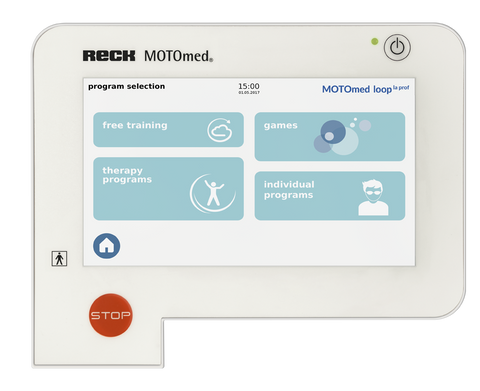 RECK MOTOmed®
program selection
15:00
01.05.2017
MOTOmed loop la prof
free training
games
therapy
programs
individual
programs
STOP